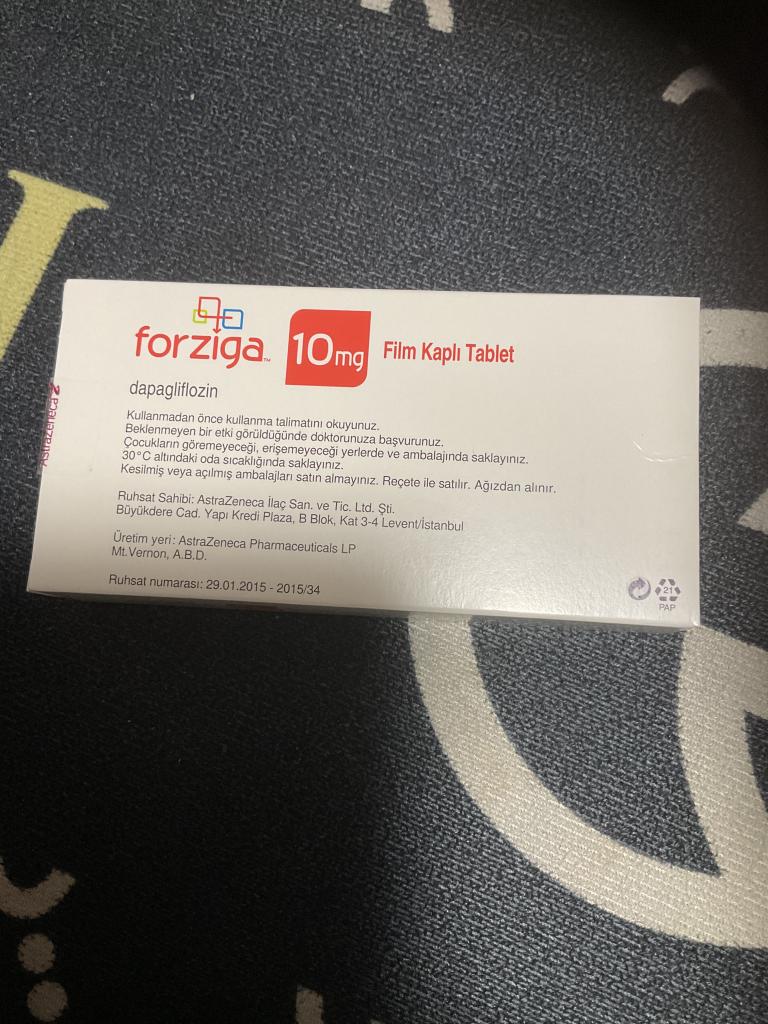 forziga™ 10mg Film Kaplı Tablet
dapagliflozin
Kullanmadan önce kullanma talimatını okuyunuz.
Beklenmeyen bir etki görüldüğünde doktorunuza başvurunuz.
Çocukların göremeyeceği, erişemeyeceği yerlerde ve ambalajında saklayınız.
30°C altındaki oda sıcaklığında saklayınız.
Kesilmiş veya açılmış ambalajları satın almayınız. Reçete ile satılır. Ağızdan alınır.
Ruhsat Sahibi: AstraZeneca İlaç San. ve Tic. Ltd. Şti.
Büyükdere Cad. Yapı Kredi Plaza, B Blok, Kat 3-4 Levent/İstanbul
Üretim yeri: AstraZeneca Pharmaceuticals LP
Mt.Vernon, A.B.D.
Ruhsat numarası: 29.01.2015 - 2015/34
21
PAP
AstraZeneca